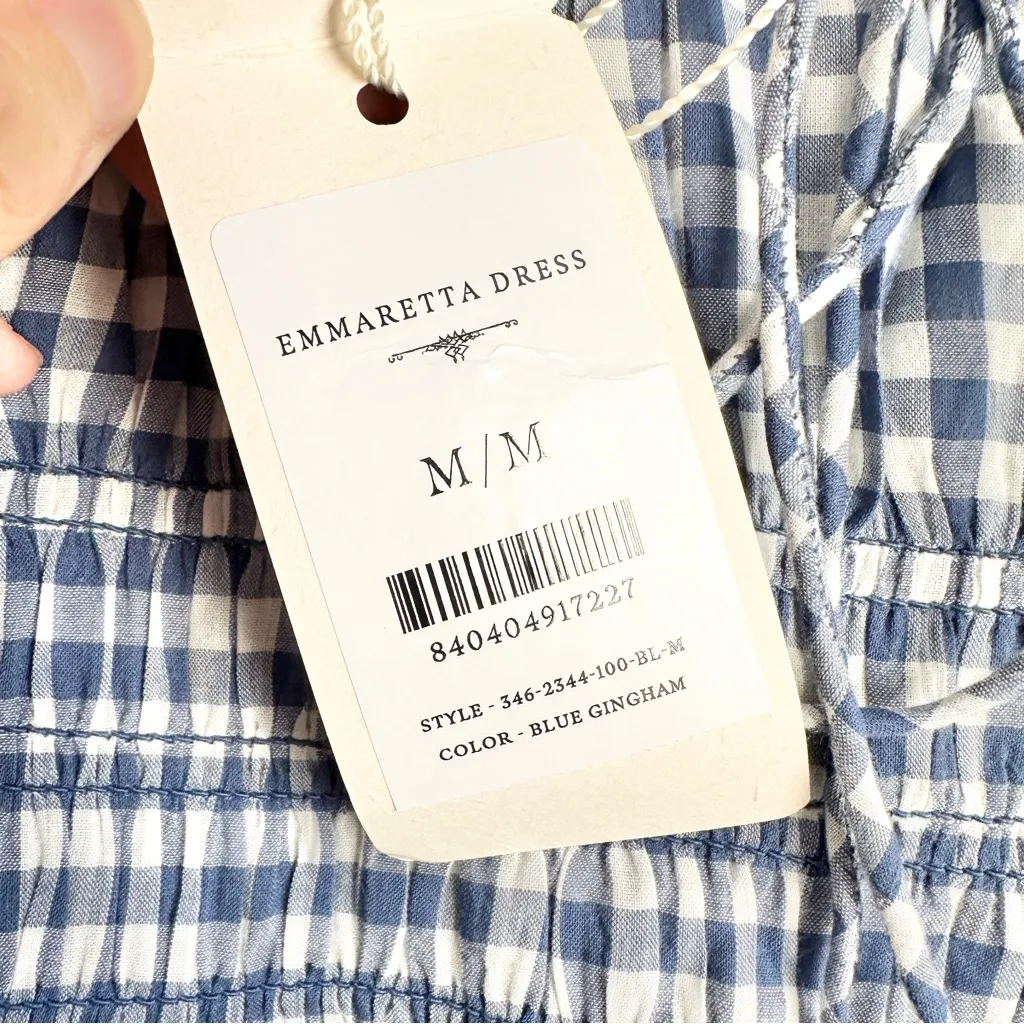 EMMARETTA DRESS
M/M
840404917227
STYLE - 346-2344-100-BL-M
COLOR - BLUE GINGHAM